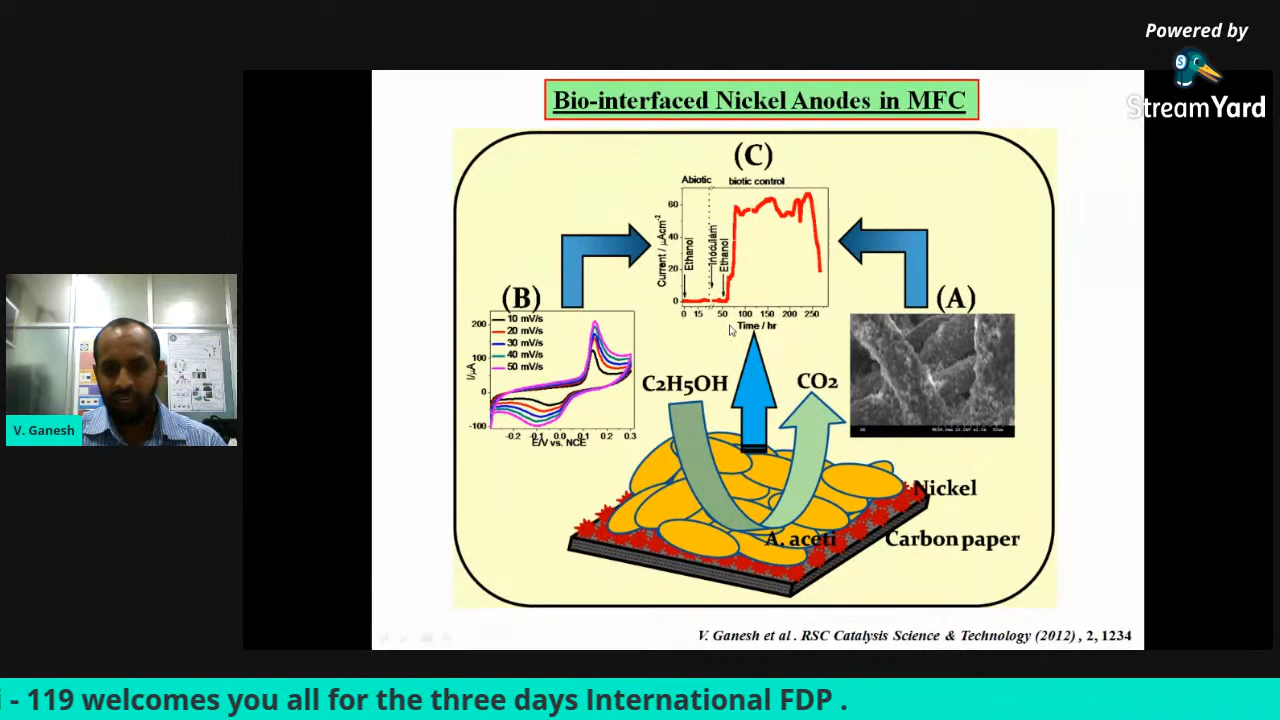 Powered by
StreamYard
Bio-interfaced Nickel Anodes in MFC
(C)
Abiotic
biotic control
Current / µAcm-2
60
40
20
0
Ethanol
Inoculam
Ethanol
0 15 50 100 150 200 250
Time / hr
(B)
(A)
I/µA
200
100
0
-100
10 mV/s
20 mV/s
30 mV/s
40 mV/s
50 mV/s
-0.2 -0.1 0.0 0.1 0.2 0.3
E/V vs. NCE
C2H5OH
CO2
Nickel
A. aceti
Carbon paper
V. Ganesh
V. Ganesh et al . RSC Catalysis Science & Technology (2012) , 2, 1234
- 119 welcomes you all for the three days International FDP .